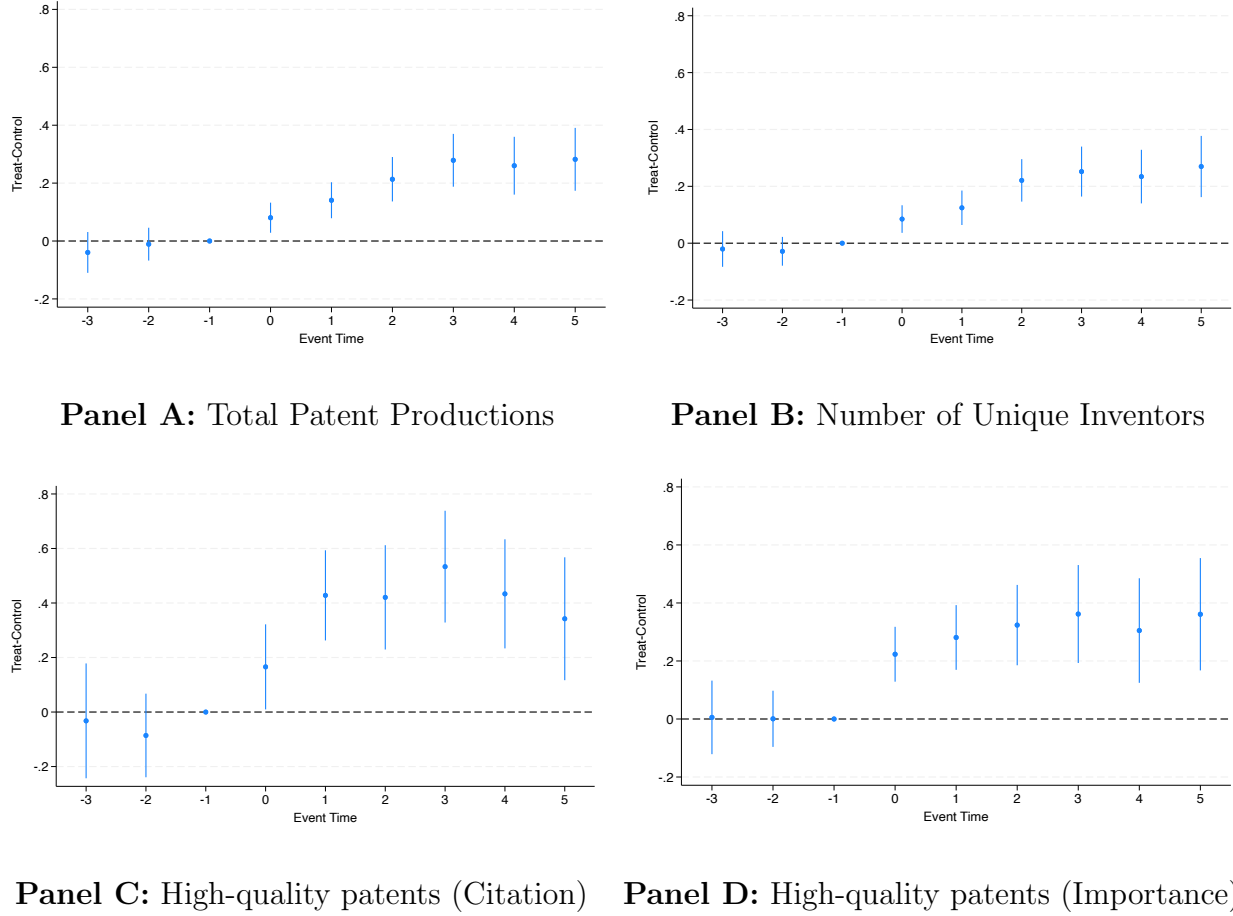 .8
.6
.4
.2
0
-.2
Treat-Control
-3 -2 -1 0 1 2 3 4 5
Event Time
Panel A: Total Patent Productions
.8
.6
.4
.2
0
-.2
Treat-Control
-3 -2 -1 0 1 2 3 4 5
Event Time
Panel B: Number of Unique Inventors
.8
.6
.4
.2
0
-.2
Treat-Control
-3 -2 -1 0 1 2 3 4 5
Event Time
Panel C: High-quality patents (Citation)
.8
.6
.4
.2
0
-.2
Treat-Control
-3 -2 -1 0 1 2 3 4 5
Event Time
Panel D: High-quality patents (Importance)